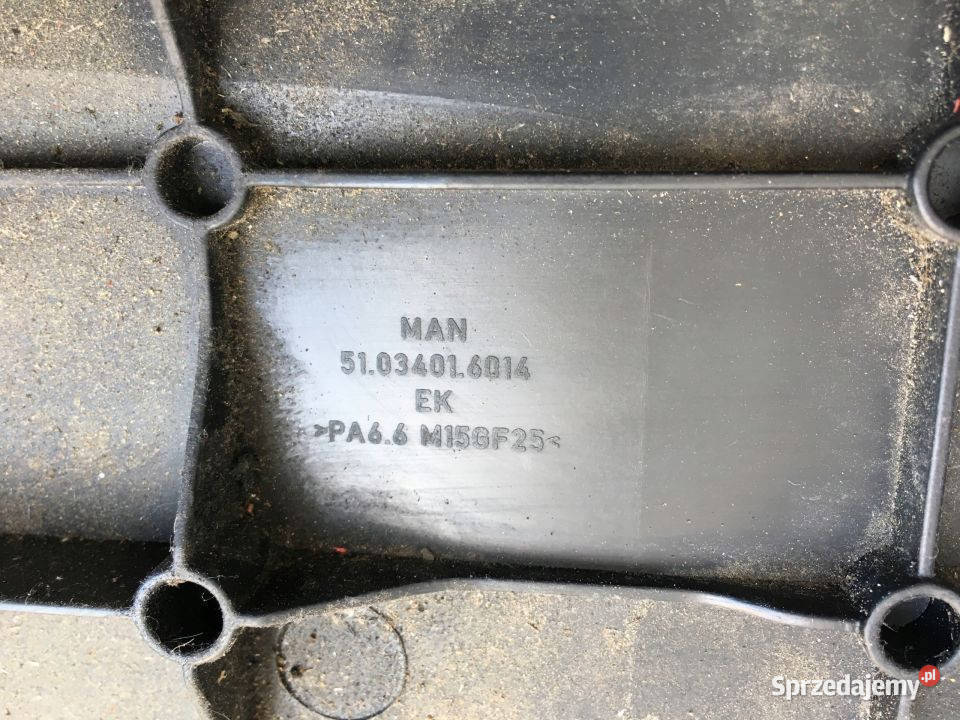 MAN
51.03401.6014
EK
>PA6.6 M15GF25<
Sprzedajemy.pl